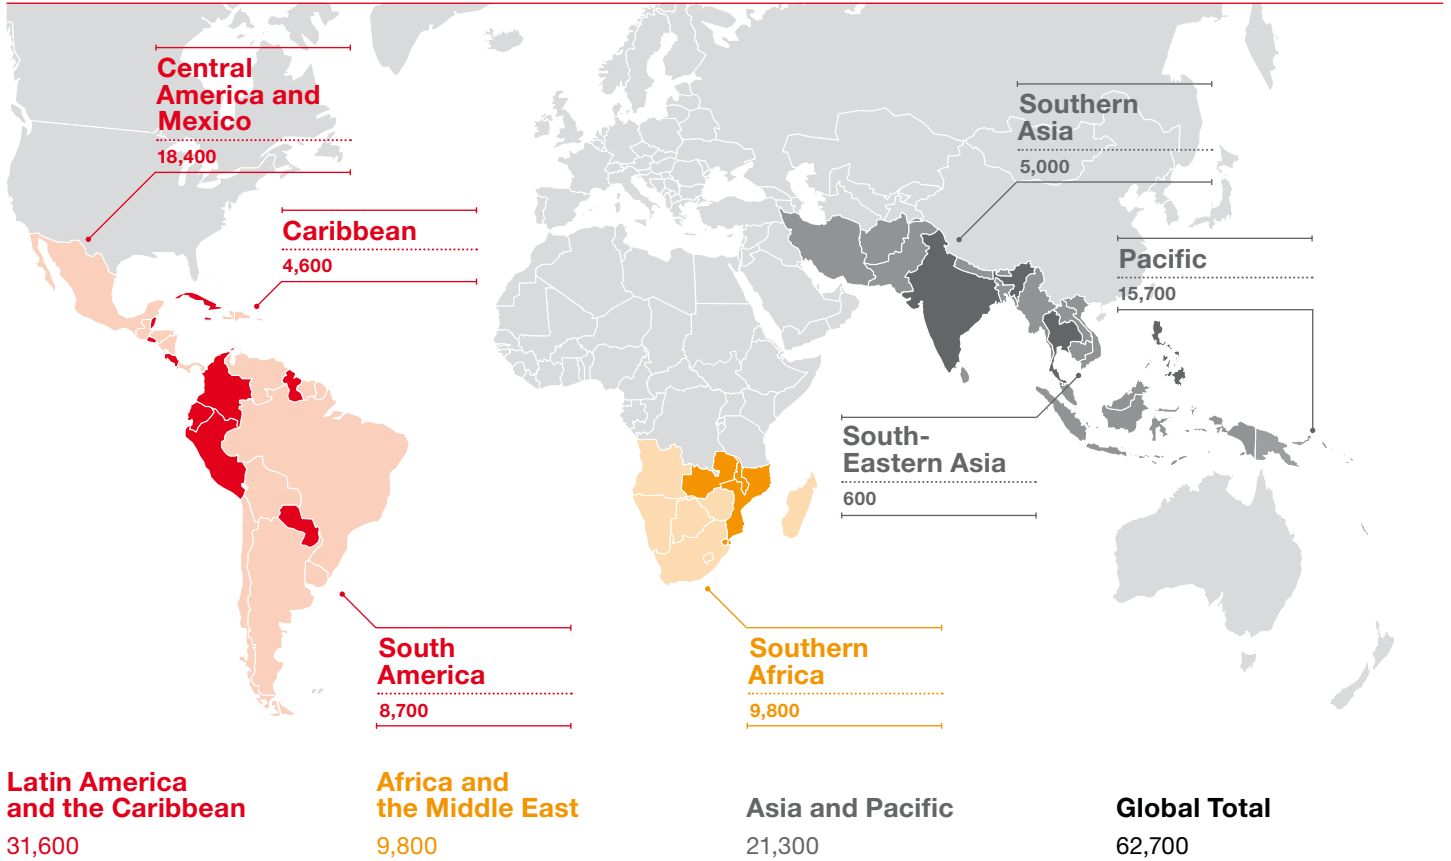 Central
America and
Mexico
18,400
Caribbean
4,600
Southern
Asia
5,000
Pacific
15,700
South-
Eastern Asia
600
South
America
8,700
Southern
Africa
9,800
Latin America
and the Caribbean
31,600
Africa and
the Middle East
9,800
Asia and Pacific
21,300
Global Total
62,700